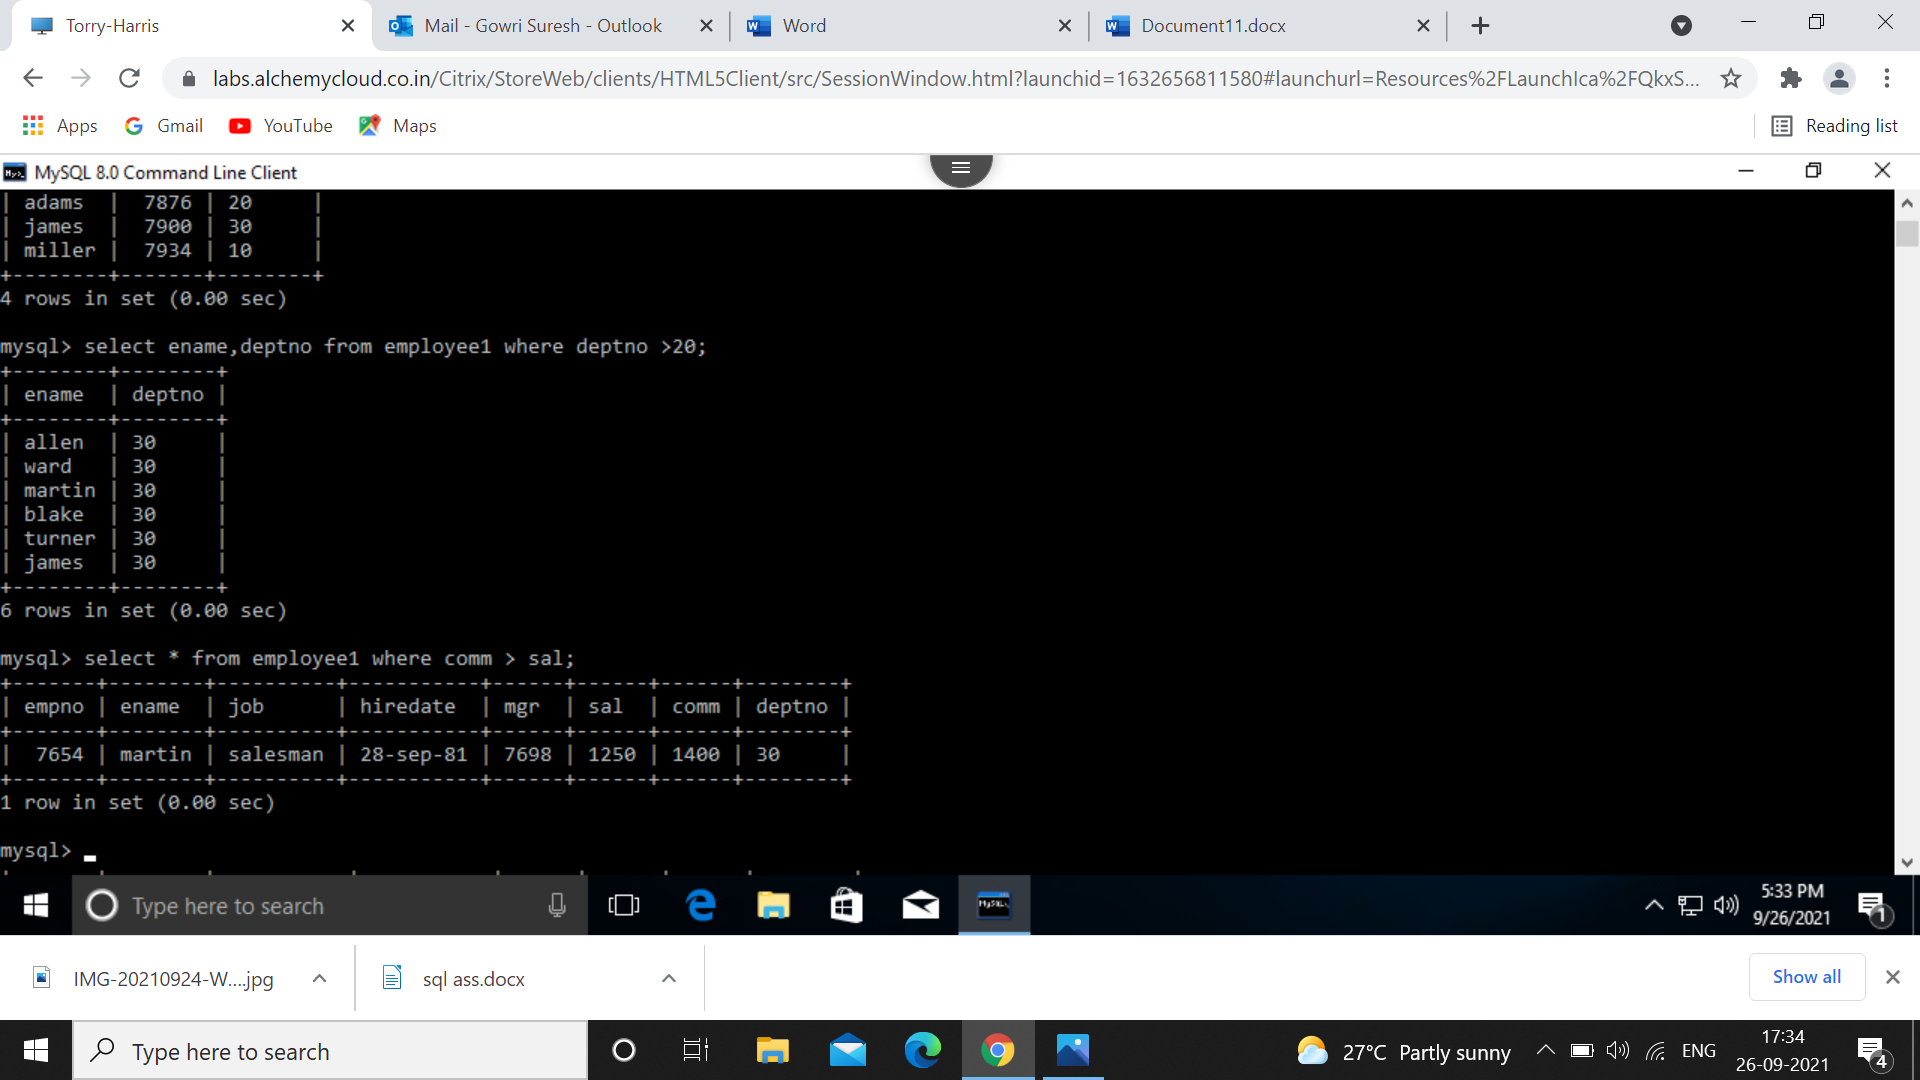 Torry-Harris
Mail - Gowri Suresh - Outlook
Word
Document11.docx
labs.alchemycloud.co.in/Citrix/StoreWeb/clients/HTML5Client/src/SessionWindow.html?launchid=1632656811580#launchurl=Resources%2FLaunchIca%2FQkxS...
Apps
Gmail
YouTube
Maps
Reading list
MySQL 8.0 Command Line Client
| adams  |  7876 | 20     |
| james  |  7900 | 30     |
| miller |  7934 | 10     |
+--------+-------+--------+
4 rows in set (0.00 sec)
mysql> select ename,deptno from employee1 where deptno >20;
+--------+--------+
| ename  | deptno |
+--------+--------+
| allen  | 30     |
| ward   | 30     |
| martin | 30     |
| blake  | 30     |
| turner | 30     |
| james  | 30     |
+--------+--------+
6 rows in set (0.00 sec)
mysql> select * from employee1 where comm > sal;
+-------+--------+----------+-----------+------+------+------+--------+
| empno | ename  | job      | hiredate  | mgr  | sal  | comm | deptno |
+-------+--------+----------+-----------+------+------+------+--------+
|  7654 | martin | salesman | 28-sep-81 | 7698 | 1250 | 1400 | 30     |
+-------+--------+----------+-----------+------+------+------+--------+
1 row in set (0.00 sec)
mysql> _
Type here to search
5:33 PM
9/26/2021
1
IMG-20210924-W....jpg
sql ass.docx
Show all
Type here to search
27°C Partly sunny
ENG
17:34
26-09-2021
4